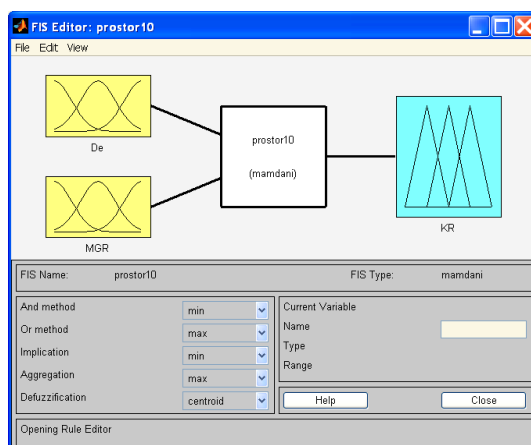 FIS Editor: prostor10
File Edit View
De
prostor10
(mamdani)
MGR
KR
FIS Name: prostor10 FIS Type: mamdani
And method min
Or method max
Implication min
Aggregation max
Defuzzification centroid
Current Variable
Name
Type
Range
Help Close
Opening Rule Editor